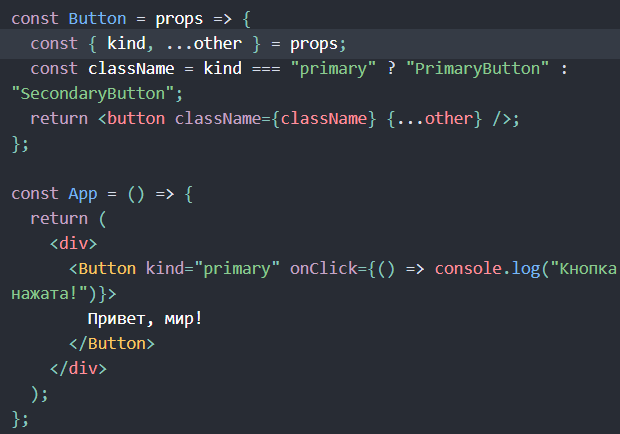 const Button = props => {
  const { kind, ...other } = props;
  const className = kind === "primary" ? "PrimaryButton" :
"SecondaryButton";
  return <button className={className} {...other} />;
};

const App = () => {
  return (
    <div>
      <Button kind="primary" onClick={() => console.log("Кнопка
нажата!")}>
        Привет, мир!
      </Button>
    </div>
  );
};